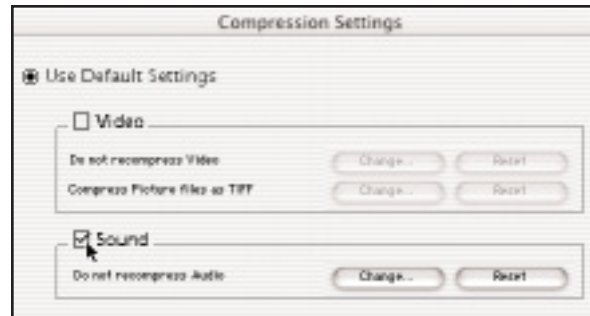 Compression Settings
Use Default Settings
Video
Do not recompress Video Change... Reset
Compress Picture files as TIFF Change... Reset
Sound
Do not recompress Audio Change... Reset